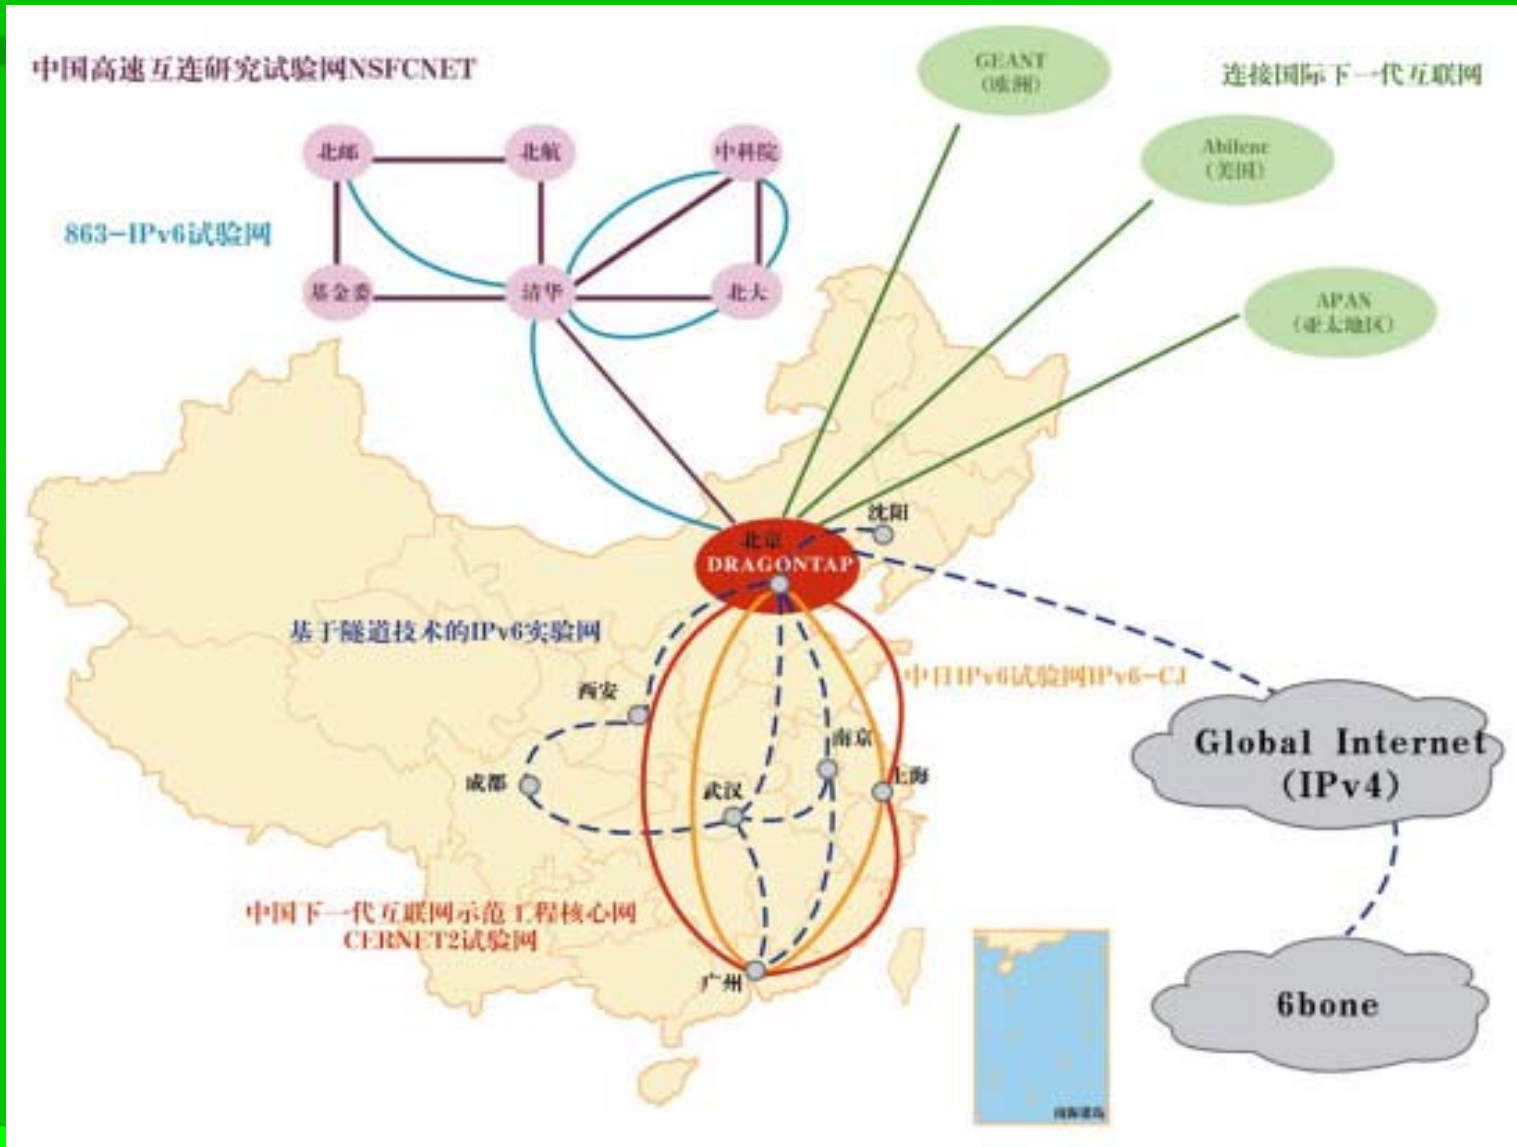 中国高速互连研究试验网NSFCNET
GEANT
(欧洲)
连接国际下一代互联网
Abilene
(美国)
北邮
北航
中科院
863-IPv6试验网
基金委
清华
北大
APAN
(亚太地区)
沈阳
北京
DRAGONTAP
基于隧道技术的IPv6实验网
中日IPv6试验网IPv6-CJ
西安
南京
Global Internet
(IPv4)
成都
武汉
上海
中国下一代互联网示范工程核心网
CERNET2试验网
广州
6bone
南海诸岛